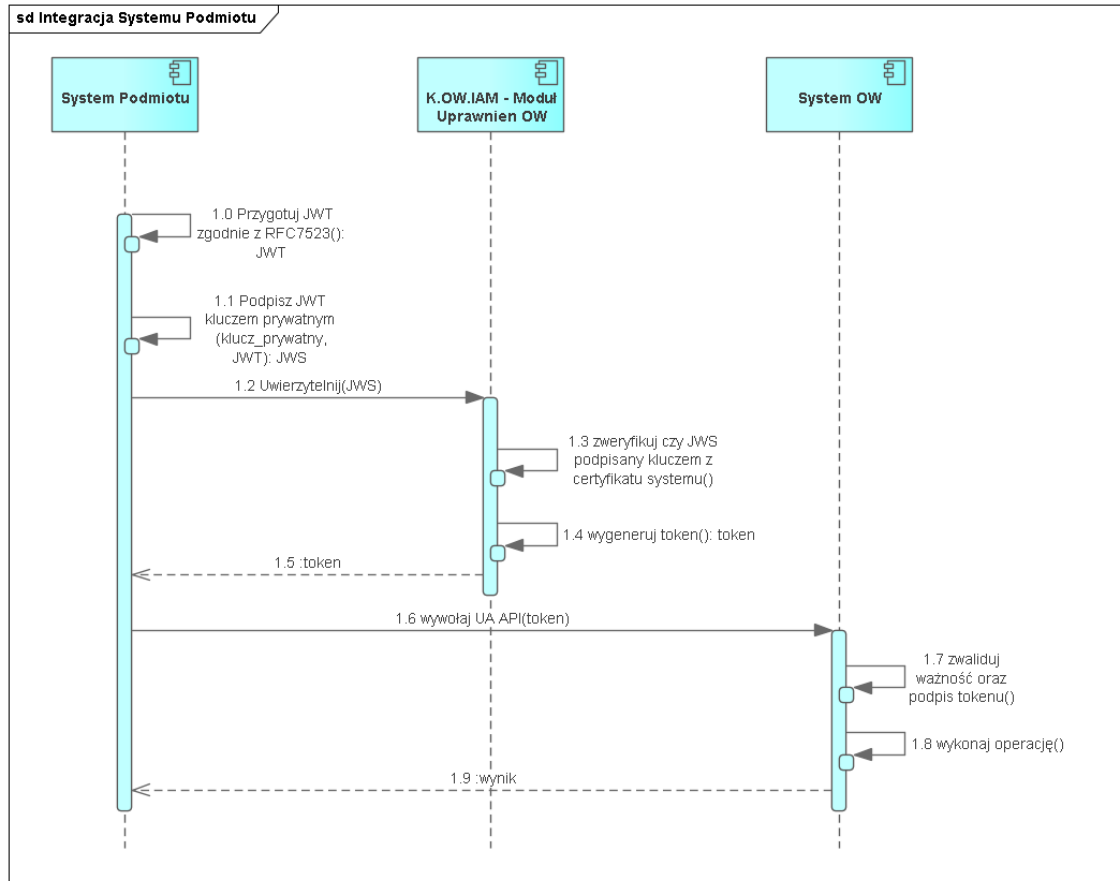 sd Integracja Systemu Podmiotu
System Podmiotu
K.OW.IAM - Moduł
Uprawnien OW
System OW
1.0 Przygotuj JWT
zgodnie z RFC7523():
JWT
1.1 Podpisz JWT
kluczem prywatnym
(klucz_prywatny,
JWT): JWS
1.2 Uwierzytelnij(JWS)
1.3 zweryfikuj czy JWS
podpisany kluczem z
certyfikatu systemu()
1.4 wygeneruj token(): token
1.5 :token
1.6 wywołaj UA API(token)
1.7 zwaliduj
ważność oraz
podpis tokenu()
1.8 wykonaj operację()
1.9 :wynik